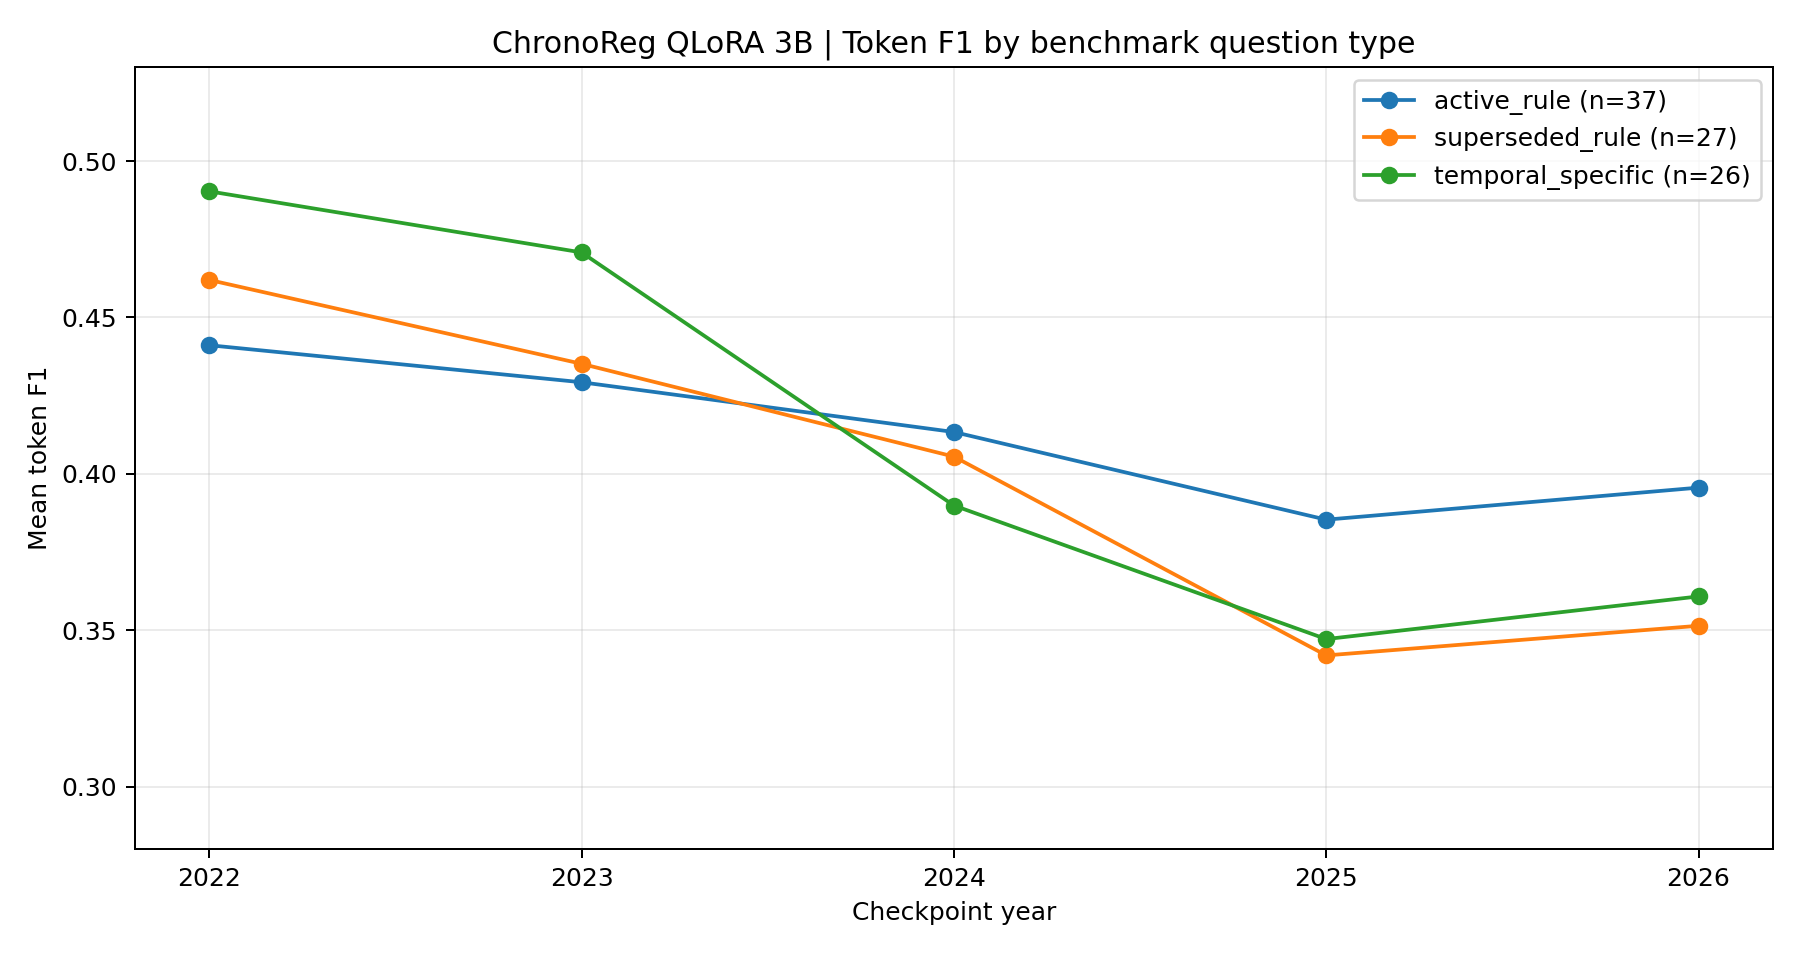 ChronoReg QLoRA 3B | Token F1 by benchmark question type
active_rule (n=37)
superseded_rule (n=27)
temporal_specific (n=26)
Mean token F1
0.50
0.45
0.40
0.35
0.30
2022 2023 2024 2025 2026
Checkpoint year